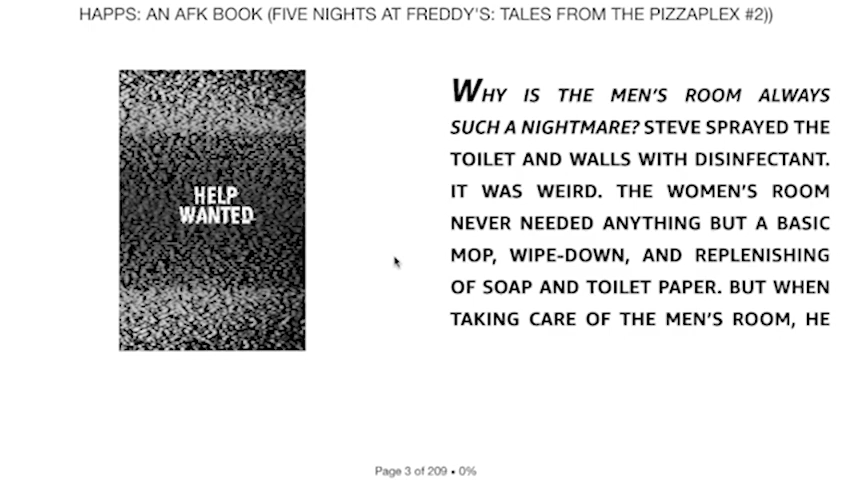 HAPPS: AN AFK BOOK (FIVE NIGHTS AT FREDDY'S: TALES FROM THE PIZZAPLEX #2))
HELP
WANTED
WHY IS THE MEN'S ROOM ALWAYS
SUCH A NIGHTMARE? STEVE SPRAYED THE
TOILET AND WALLS WITH DISINFECTANT.
IT WAS WEIRD. THE WOMEN'S ROOM
NEVER NEEDED ANYTHING BUT A BASIC
MOP, WIPE-DOWN, AND REPLENISHING
OF SOAP AND TOILET PAPER. BUT WHEN
TAKING CARE OF THE MEN'S ROOM, HE
Page 3 of 209 • 0%